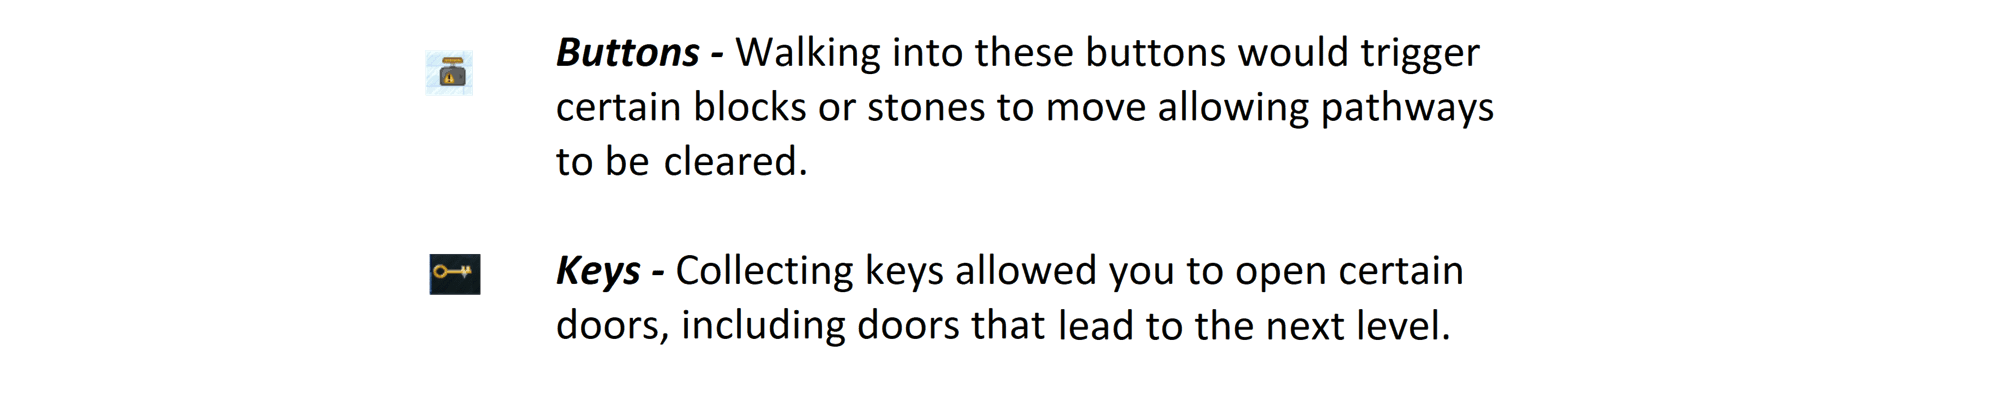 Buttons - Walking into these buttons would trigger
certain blocks or stones to move allowing pathways
to be cleared.
Keys - Collecting keys allowed you to open certain
doors, including doors that lead to the next level.